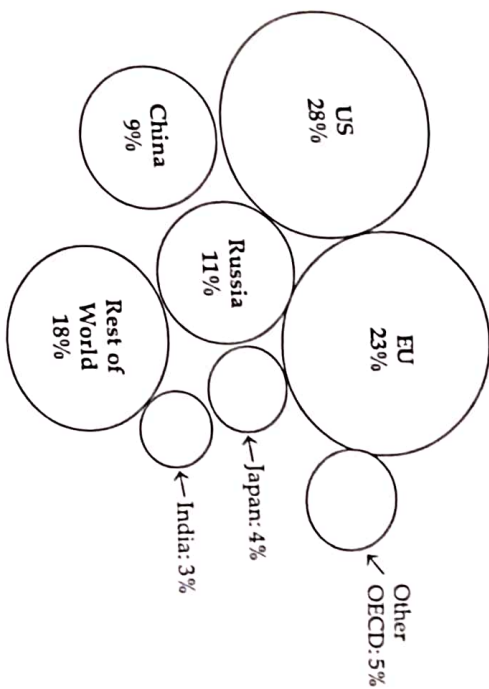 US
28%
China
9%
EU
23%
Russia
11%
Rest of
World
18%
Other
OECD: 5%
←Japan: 4%
←India: 3%